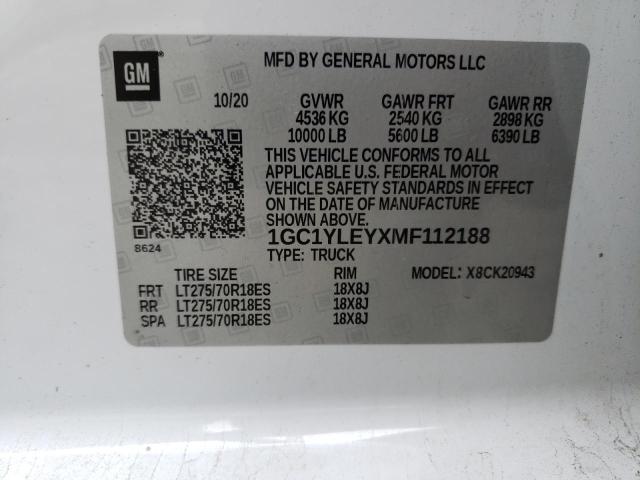 GM
MFD BY GENERAL MOTORS LLC
10/20 GVWR GAWR FRT GAWR RR
4536 KG 2540 KG 2898 KG
10000 LB 5600 LB 6390 LB
THIS VEHICLE CONFORMS TO ALL
APPLICABLE U.S. FEDERAL MOTOR
VEHICLE SAFETY STANDARDS IN EFFECT
ON THE DATE OF MANUFACTURE
SHOWN ABOVE.
8624
1GC1YLEYXMF112188
TYPE: TRUCK
TIRE SIZE RIM MODEL: X8CK20943
FRT LT275/70R18ES 18X8J
RR LT275/70R18ES 18X8J
SPA LT275/70R18ES 18X8J